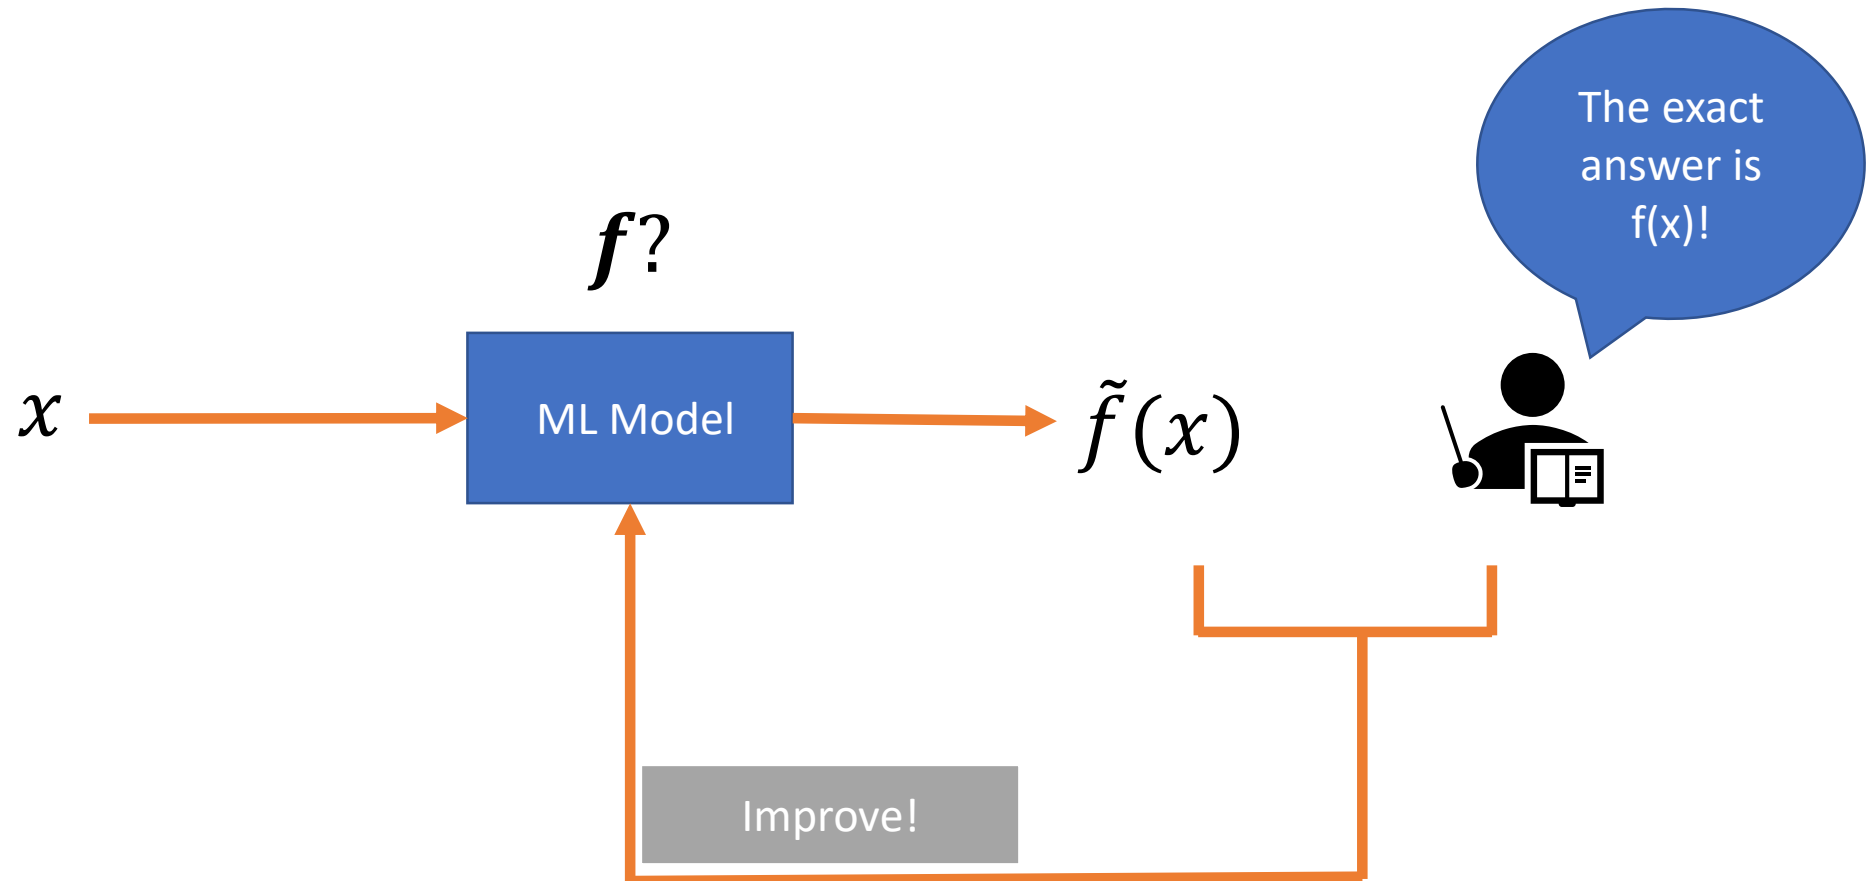 The exact
answer is
f(x)!
f?
x
ML Model
f̃(x)
Improve!